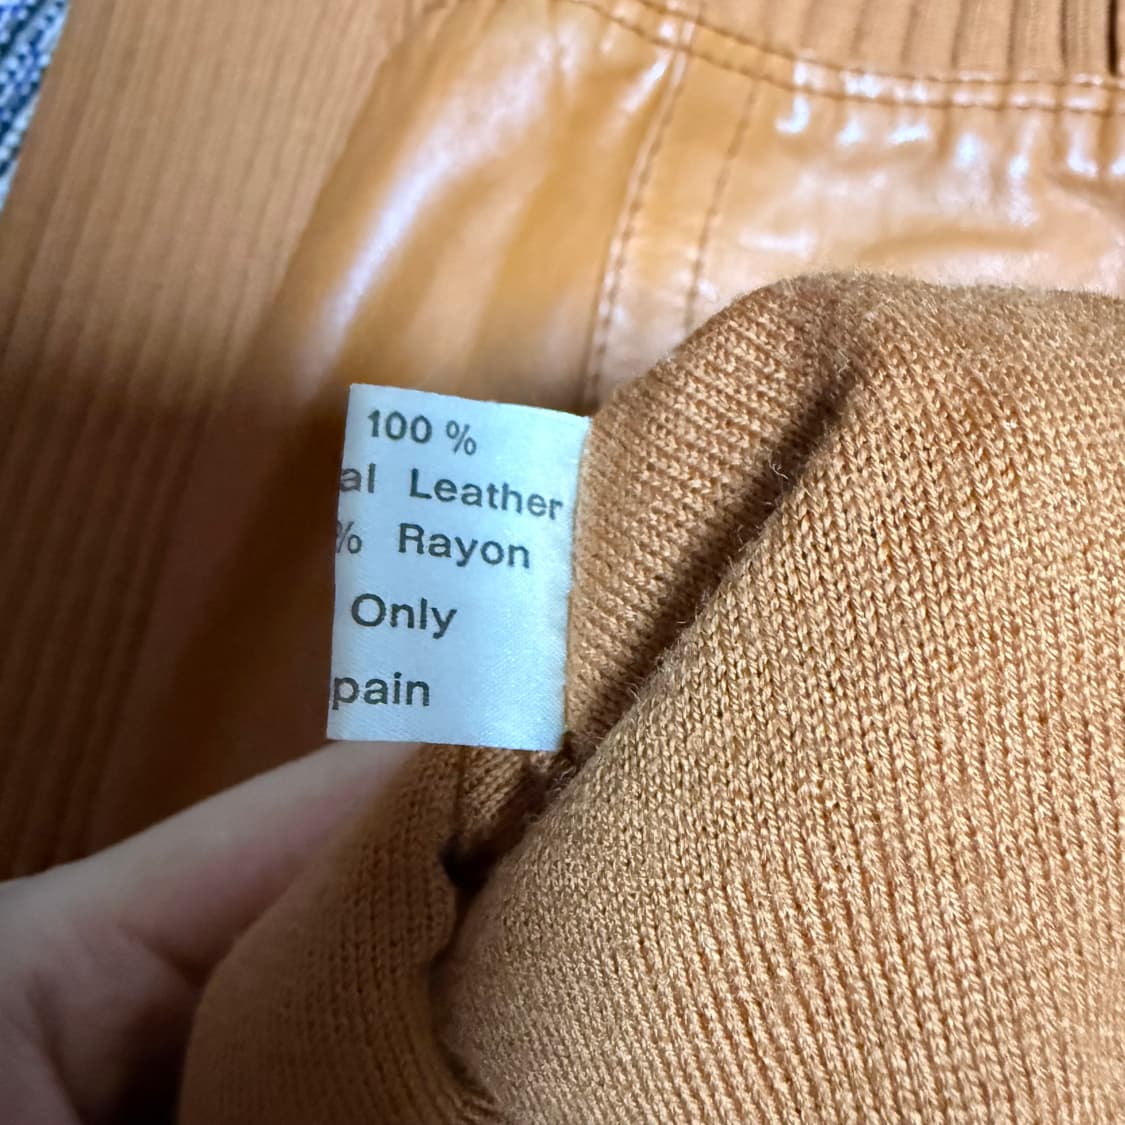 100 %
al Leather
% Rayon
Only
pain